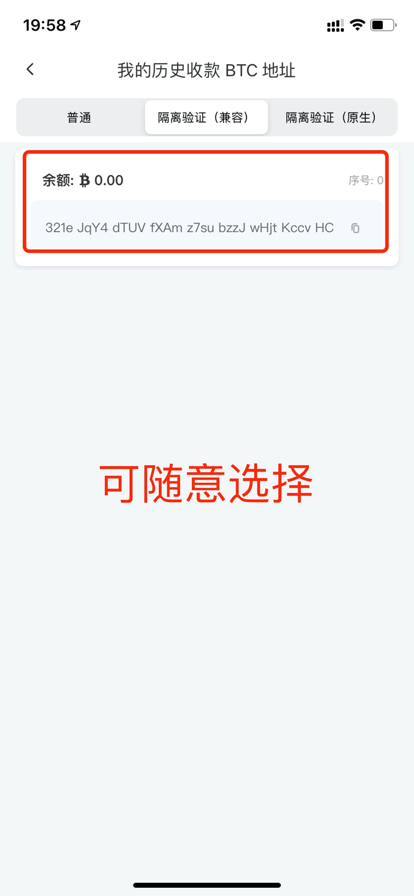 19:58
我的历史收款 BTC 地址
普通
隔离验证（兼容）
隔离验证（原生）
余额: ₿ 0.00
序号: 0
321e JqY4 dTUV fXAm z7su bzzJ wHjt Kccv HC
可随意选择